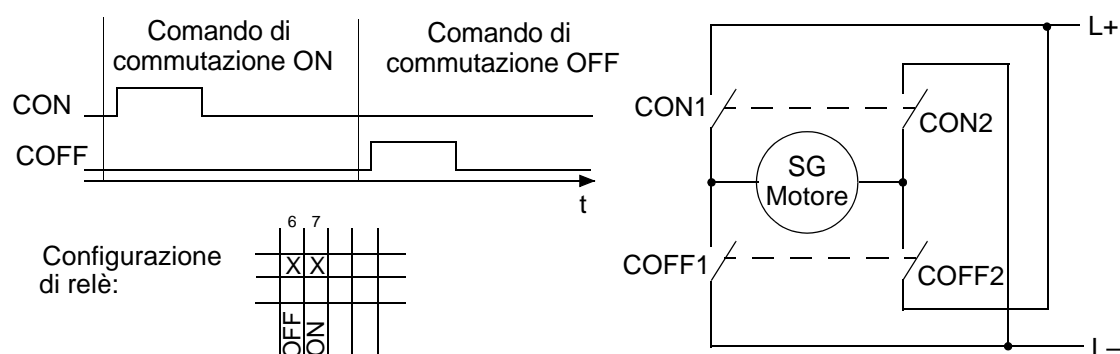 Comando di
commutazione ON
Comando di
commutazione OFF
CON
COFF
t
Configurazione
di relè:
6 7
X X
OFF
ON
L+
CON1
CON2
SG
Motore
COFF1
COFF2
L–